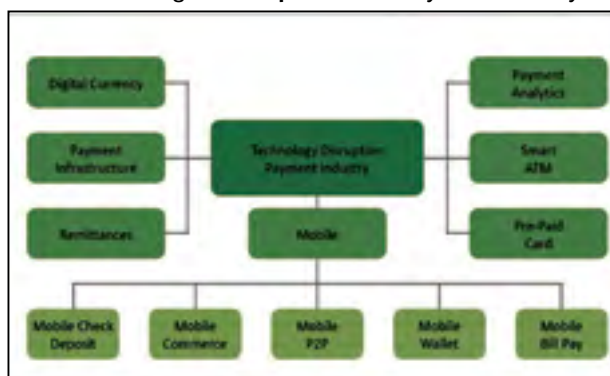 Digital Currency
Payment
Infrastructure
Remittances
Technology Disruption
Payment Industry
Payment
Analytics
Smart
ATM
Pre-Paid
Card
Mobile
Mobile Check
Deposit
Mobile
Commerce
Mobile
P2P
Mobile
Wallet
Mobile
Bill Pay